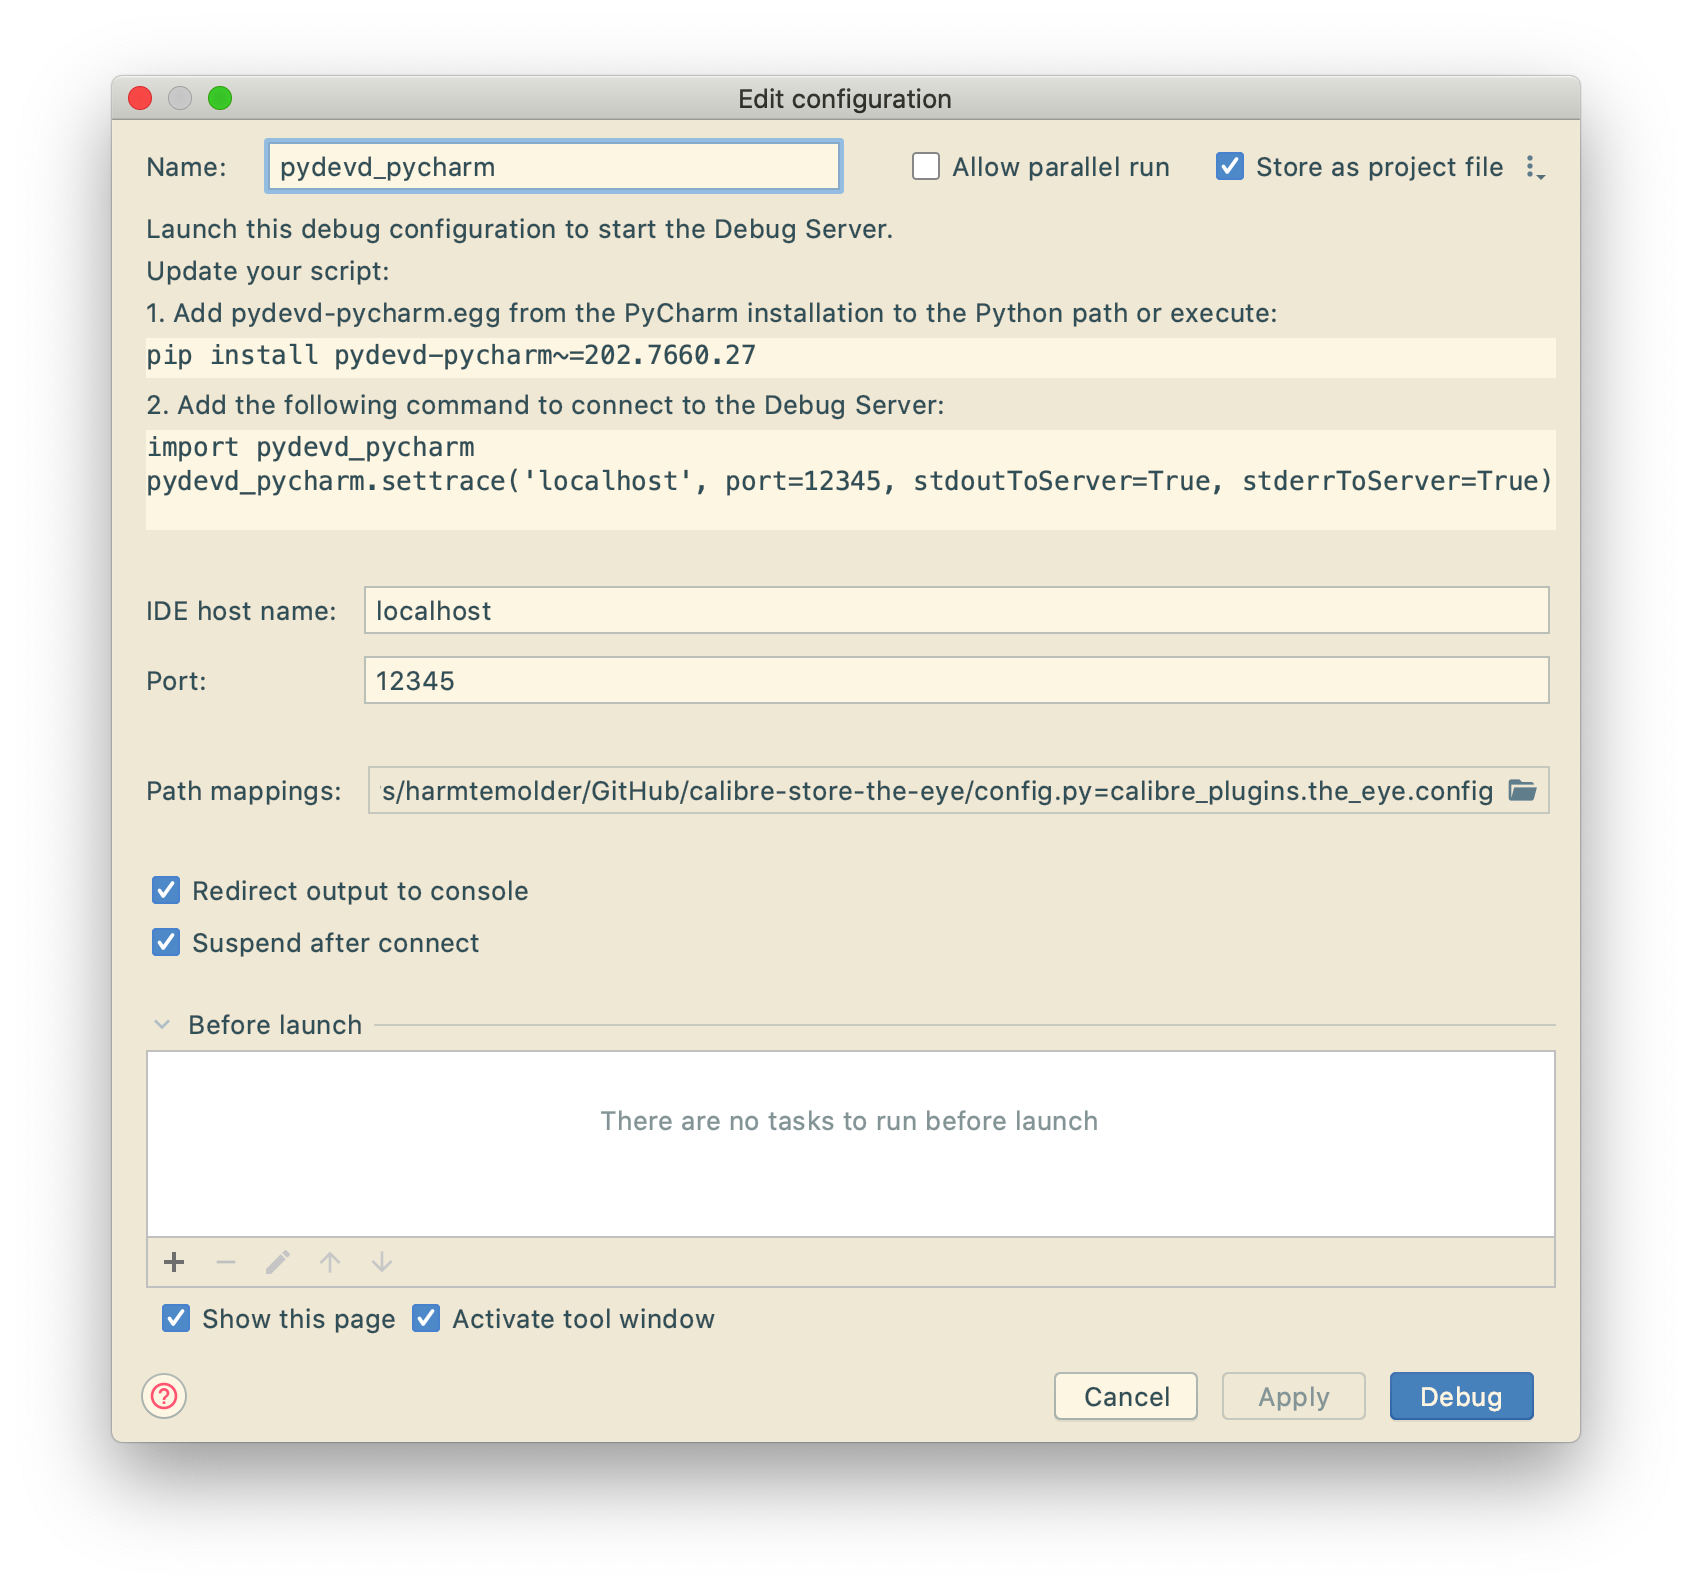 Edit configuration
Name: pydevd_pycharm Allow parallel run Store as project file
Launch this debug configuration to start the Debug Server.
Update your script:
1. Add pydevd-pycharm.egg from the PyCharm installation to the Python path or execute:
pip install pydevd-pycharm~=202.7660.27
2. Add the following command to connect to the Debug Server:
import pydevd_pycharm
pydevd_pycharm.settrace('localhost', port=12345, stdoutToServer=True, stderrToServer=True)
IDE host name: localhost
Port: 12345
Path mappings: s/harmtemolder/GitHub/calibre-store-the-eye/config.py=calibre_plugins.the_eye.config
Redirect output to console
Suspend after connect
Before launch
There are no tasks to run before launch
Show this page Activate tool window
Cancel Apply Debug